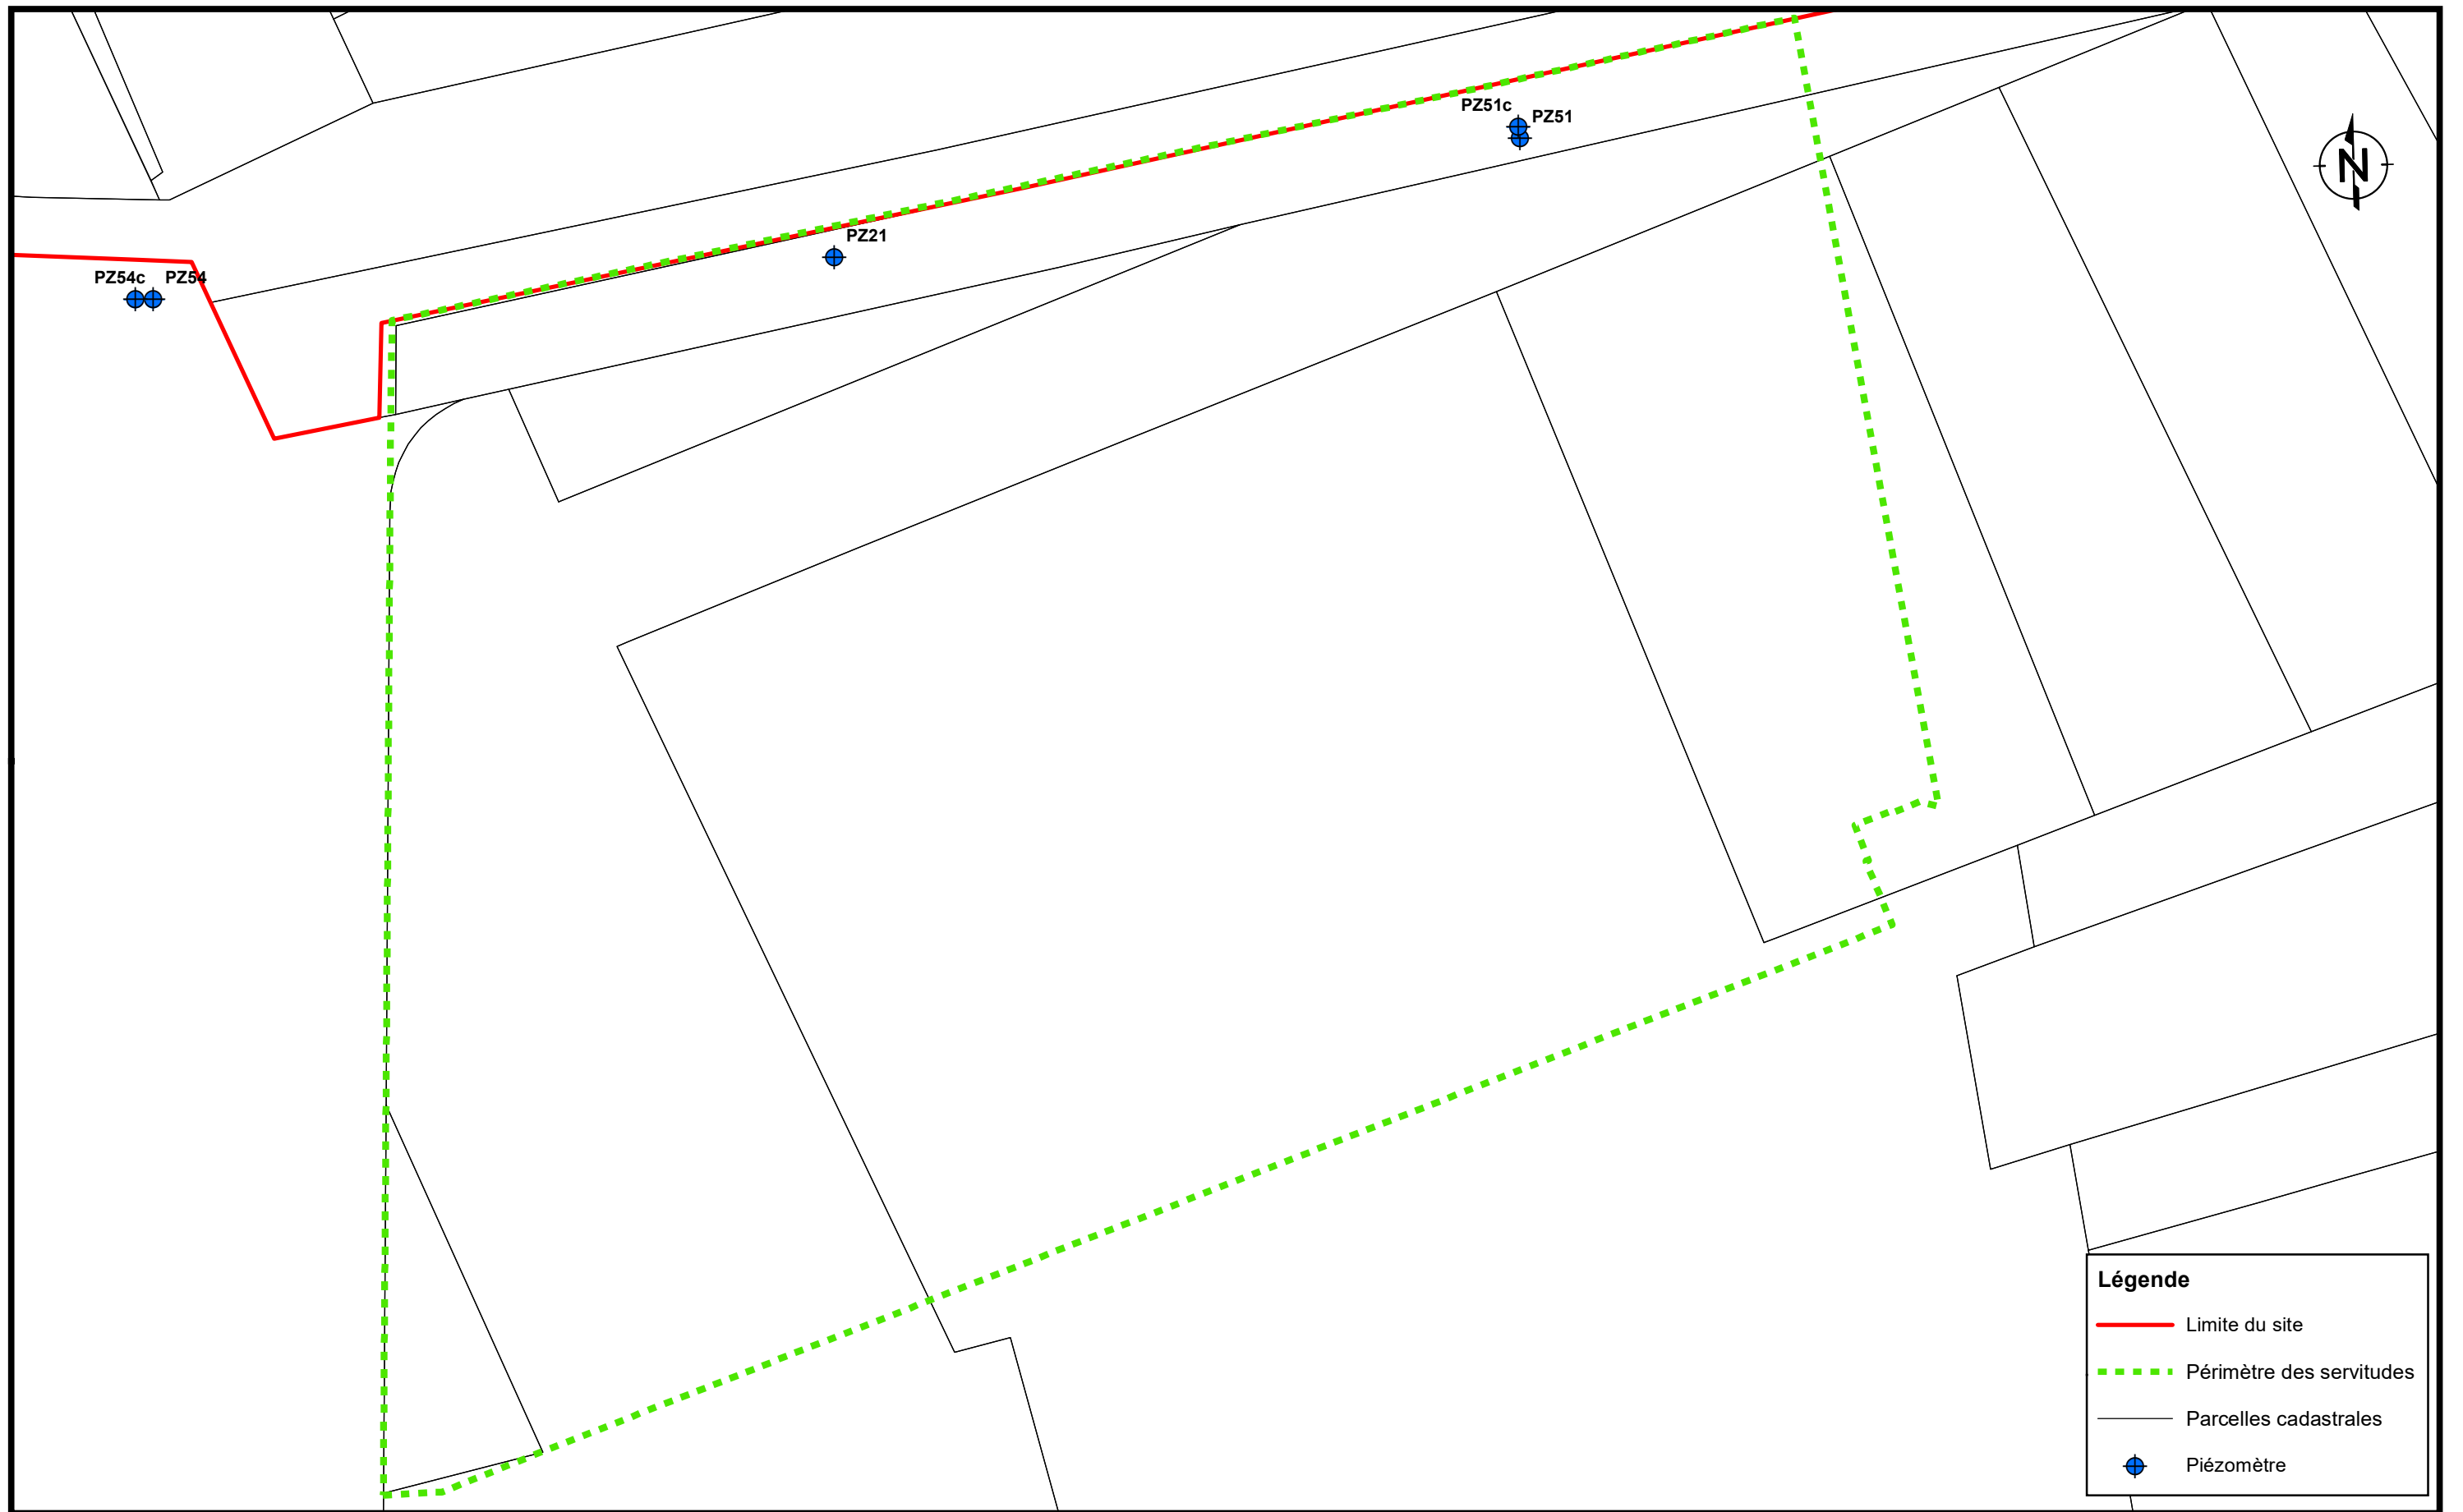 PZ51c
PZ51
N
PZ21
PZ54c
PZ54
Légende
Limite du site
Périmètre des servitudes
Parcelles cadastrales
Piézomètre